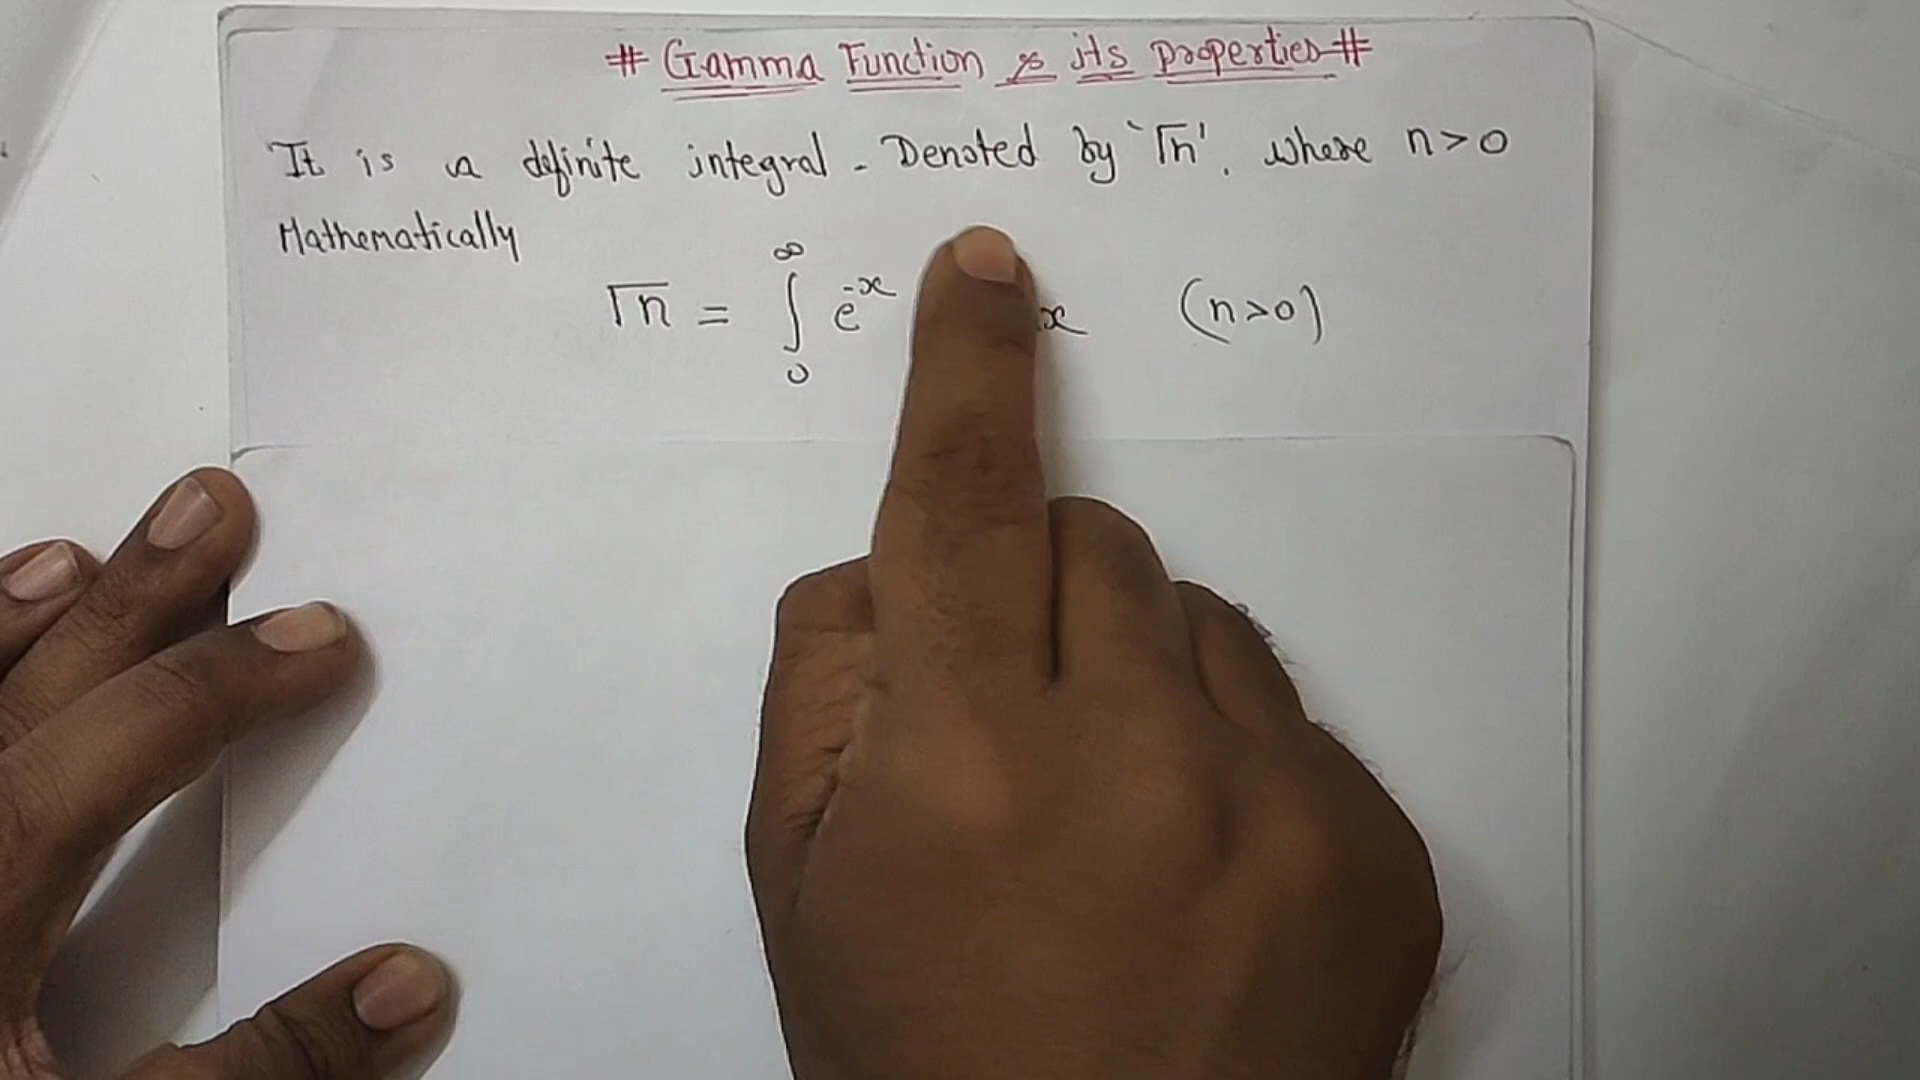 # Gamma Function & its properties #
It is a definite integral. Denoted by 'Γn'. where n>0
Mathematically
Γn = ∫₀^∞ e^-x x (n>0)